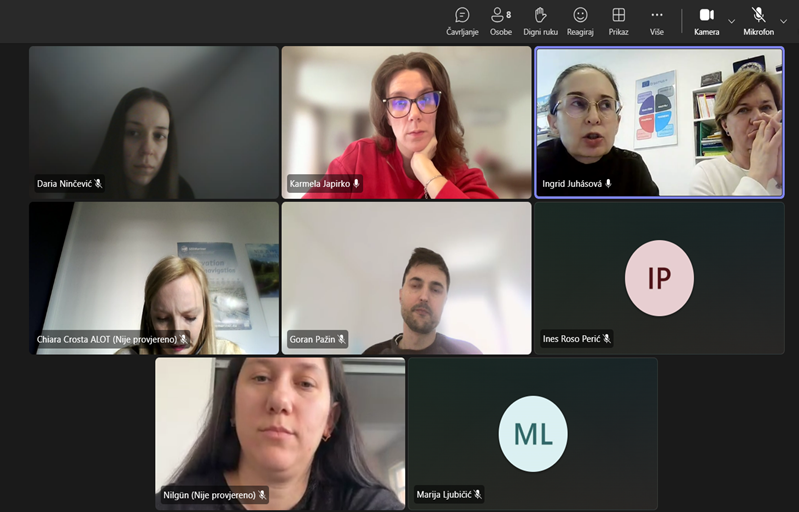 8
Čavrljanje Osobe Digni ruku Reagiraj Prikaz Više Kamera Mikrofon
Daria Ninčević
Karmela Japirko
Ingrid Juhásová
Chiara Crosta ALOT (Nije provjereno)
Goran Pažin
IP
Ines Roso Perić
Nilgün (Nije provjereno)
ML
Marija Ljubičić